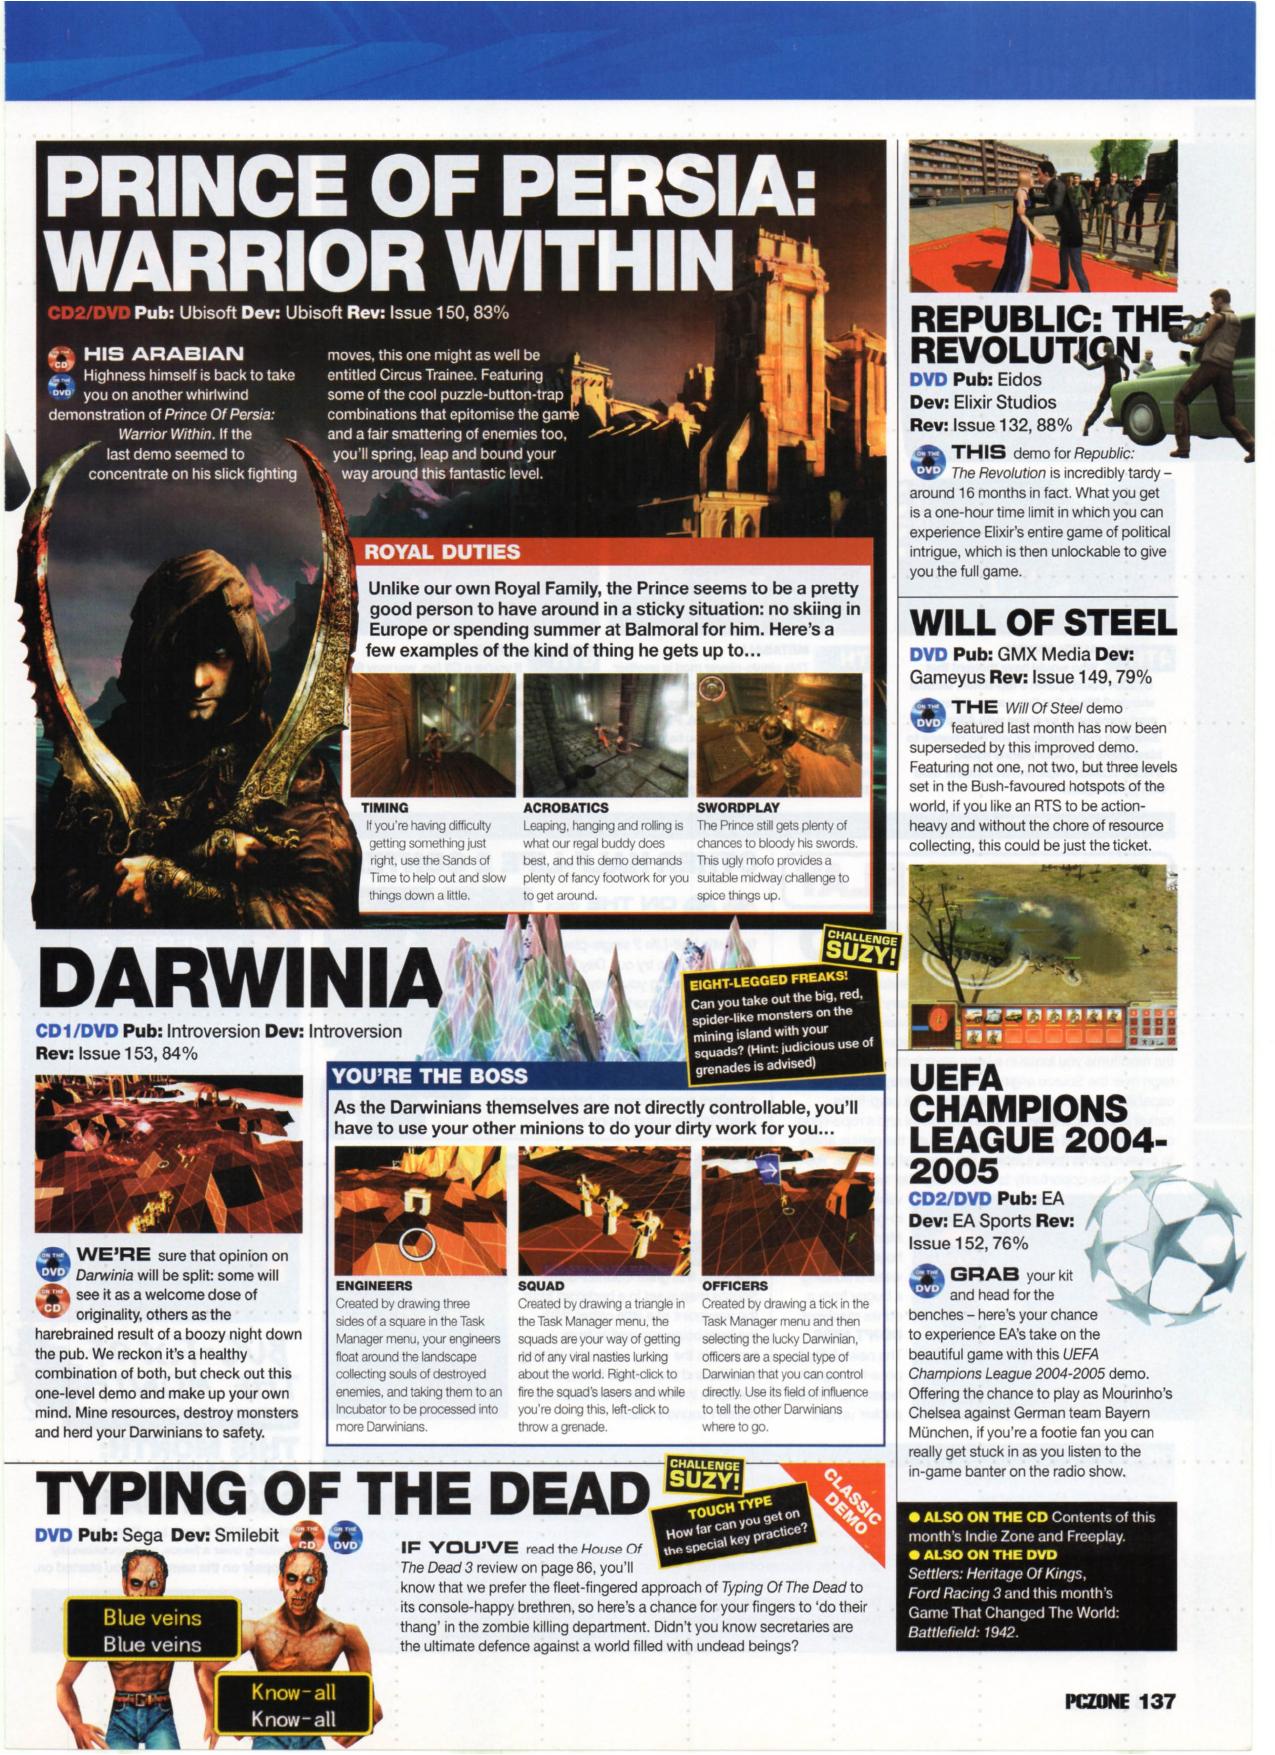 PRINCE OF PERSIA:
WARRIOR WITHIN
CD2/DVD Pub: Ubisoft Dev: Ubisoft Rev: Issue 150, 83%
ON THE CD
ON THE DVD
HIS ARABIAN
Highness himself is back to take
you on another whirlwind
demonstration of Prince Of Persia:
Warrior Within. If the
last demo seemed to
concentrate on his slick fighting
moves, this one might as well be
entitled Circus Trainee. Featuring
some of the cool puzzle-button-trap
combinations that epitomise the game
and a fair smattering of enemies too,
you'll spring, leap and bound your
way around this fantastic level.
ROYAL DUTIES
Unlike our own Royal Family, the Prince seems to be a pretty
good person to have around in a sticky situation: no skiing in
Europe or spending summer at Balmoral for him. Here's a
few examples of the kind of thing he gets up to...
TIMING
If you're having difficulty
getting something just
right, use the Sands of
Time to help out and slow
things down a little.
ACROBATICS
Leaping, hanging and rolling is
what our regal buddy does
best, and this demo demands
plenty of fancy footwork for you
to get around.
SWORDPLAY
The Prince still gets plenty of
chances to bloody his swords.
This ugly mofo provides a
suitable midway challenge to
spice things up.
DARWINIA
CD1/DVD Pub: Introversion Dev: Introversion
Rev: Issue 153, 84%
ON THE DVD
ON THE CD
WE'RE sure that opinion on
Darwinia will be split: some will
see it as a welcome dose of
originality, others as the
harebrained result of a boozy night down
the pub. We reckon it's a healthy
combination of both, but check out this
one-level demo and make up your own
mind. Mine resources, destroy monsters
and herd your Darwinians to safety.
CHALLENGE
SUZY!
EIGHT-LEGGED FREAKS!
Can you take out the big, red,
spider-like monsters on the
mining island with your
squads? (Hint: judicious use of
grenades is advised)
YOU'RE THE BOSS
As the Darwinians themselves are not directly controllable, you'll
have to use your other minions to do your dirty work for you...
ENGINEERS
Created by drawing three
sides of a square in the Task
Manager menu, your engineers
float around the landscape
collecting souls of destroyed
enemies, and taking them to an
Incubator to be processed into
more Darwinians.
SQUAD
Created by drawing a triangle in
the Task Manager menu, the
squads are your way of getting
rid of any viral nasties lurking
about the world. Right-click to
fire the squad's lasers and while
you're doing this, left-click to
throw a grenade.
OFFICERS
Created by drawing a tick in the
Task Manager menu and then
selecting the lucky Darwinian,
officers are a special type of
Darwinian that you can control
directly. Use its field of influence
to tell the other Darwinians
where to go.
TYPING OF THE DEAD
DVD Pub: Sega Dev: Smilebit
ON THE CD
ON THE DVD
CHALLENGE
SUZY!
TOUCH TYPE
How far can you get on
the special key practice?
CLASSIC
DEMO
IF YOU'VE read the House Of
The Dead 3 review on page 86, you'll
know that we prefer the fleet-fingered approach of Typing Of The Dead to
its console-happy brethren, so here's a chance for your fingers to 'do their
thang' in the zombie killing department. Didn't you know secretaries are
the ultimate defence against a world filled with undead beings?
Blue veins
Blue veins
Know-all
Know-all
REPUBLIC: THE
REVOLUTION
DVD Pub: Eidos
Dev: Elixir Studios
Rev: Issue 132, 88%
ON THE DVD
THIS demo for Republic:
The Revolution is incredibly tardy –
around 16 months in fact. What you get
is a one-hour time limit in which you can
experience Elixir's entire game of political
intrigue, which is then unlockable to give
you the full game.
WILL OF STEEL
DVD Pub: GMX Media Dev:
Gameyus Rev: Issue 149, 79%
ON THE DVD
THE Will Of Steel demo
featured last month has now been
superseded by this improved demo.
Featuring not one, not two, but three levels
set in the Bush-favoured hotspots of the
world, if you like an RTS to be action-
heavy and without the chore of resource
collecting, this could be just the ticket.
UEFA
CHAMPIONS
LEAGUE 2004-
2005
CD2/DVD Pub: EA
Dev: EA Sports Rev:
Issue 152, 76%
ON THE DVD
GRAB your kit
and head for the
benches – here's your chance
to experience EA's take on the
beautiful game with this UEFA
Champions League 2004-2005 demo.
Offering the chance to play as Mourinho's
Chelsea against German team Bayern
München, if you're a footie fan you can
really get stuck in as you listen to the
in-game banter on the radio show.
● ALSO ON THE CD Contents of this
month's Indie Zone and Freeplay.
● ALSO ON THE DVD
Settlers: Heritage Of Kings,
Ford Racing 3 and this month's
Game That Changed The World:
Battlefield: 1942.
PCZONE 137